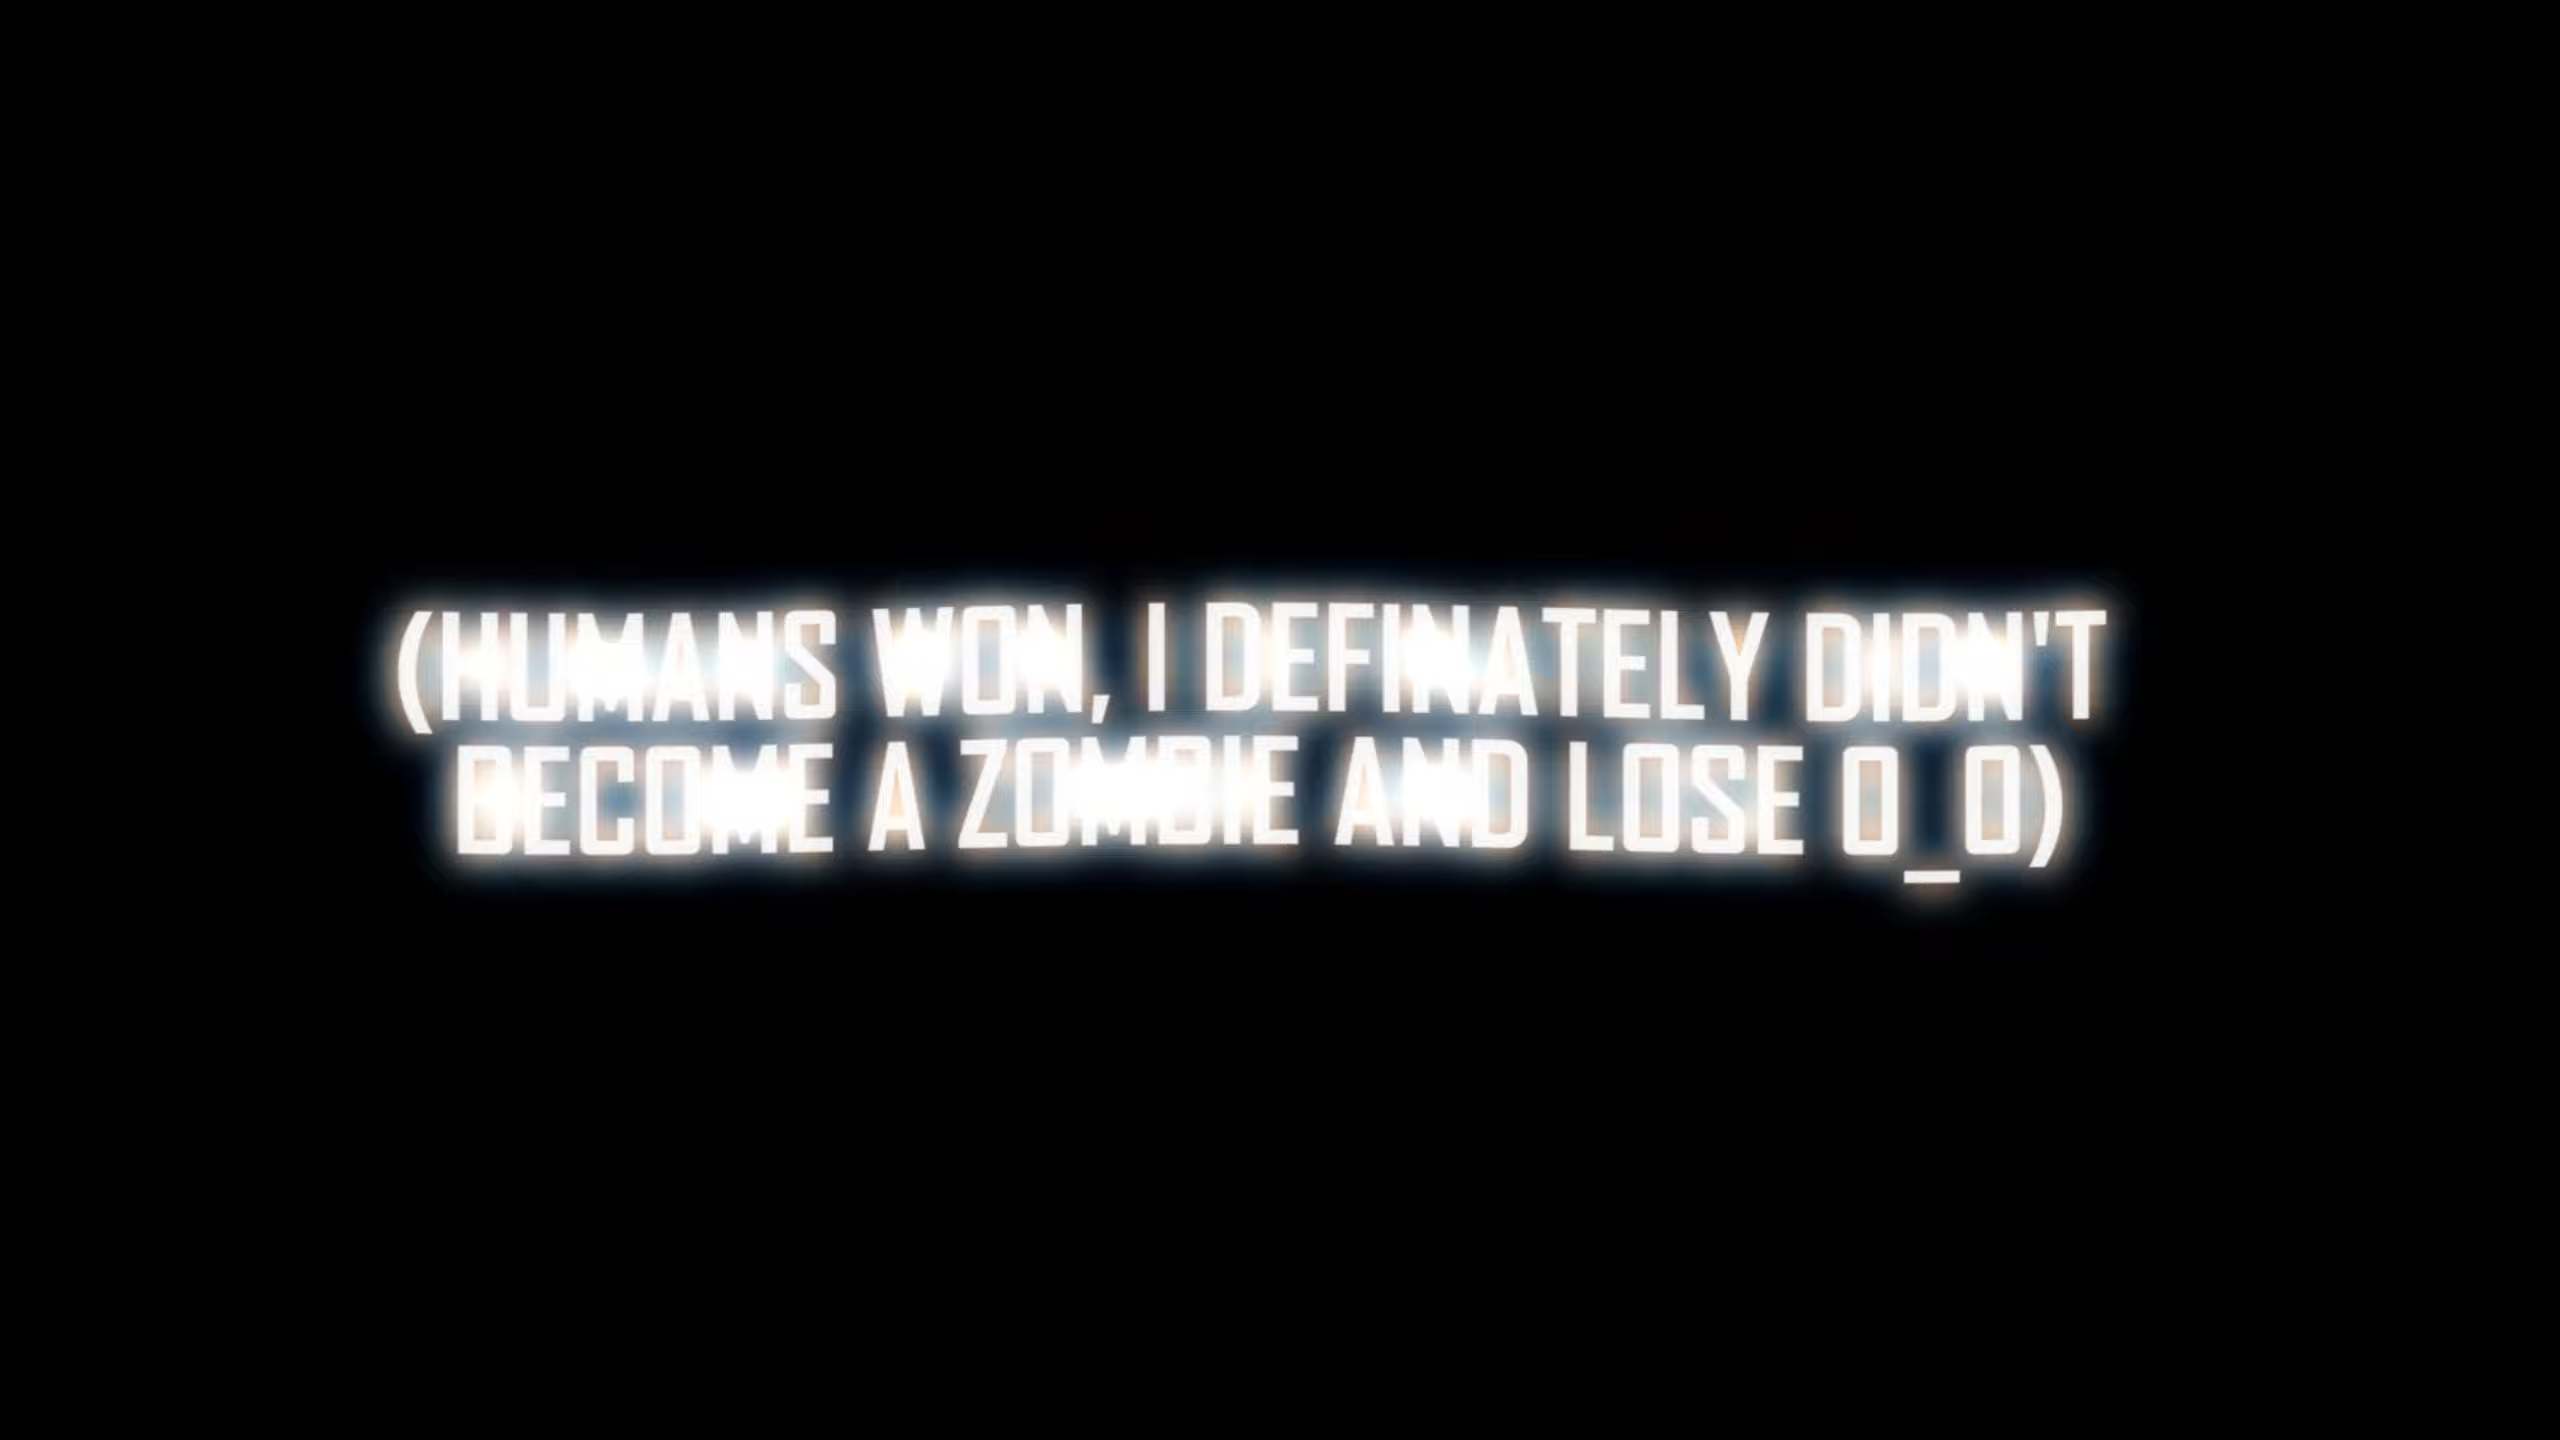 (HUMANS WON, I DEFINATELY DIDN'T
BECOME A ZOMBIE AND LOSE O_O)